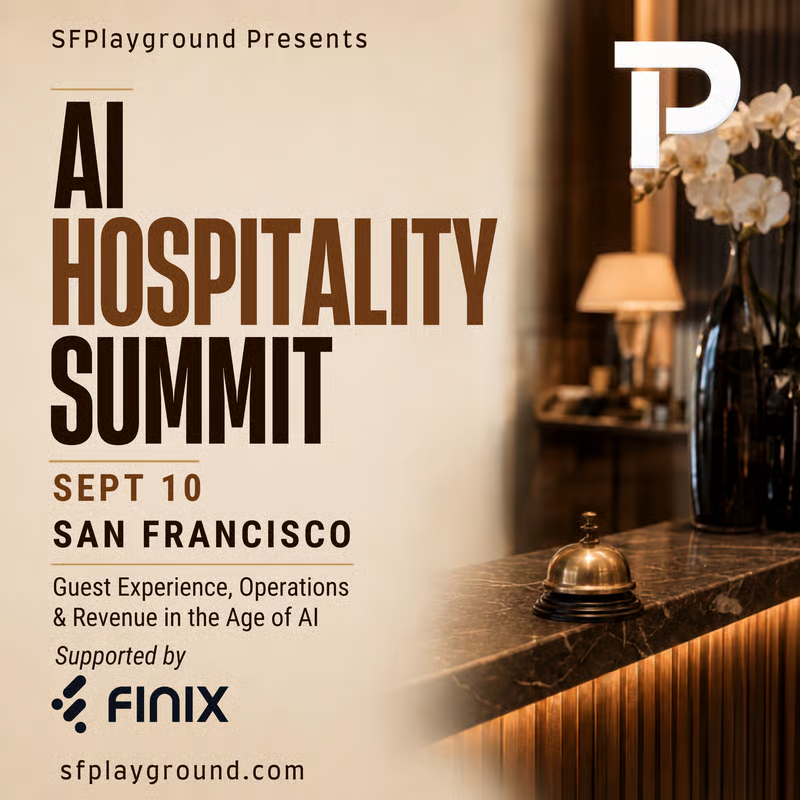 SFPlayground Presents
P
AI
HOSPITALITY
SUMMIT
SEPT 10
SAN FRANCISCO
Guest Experience, Operations
& Revenue in the Age of AI
Supported by
FINIX
sfplayground.com